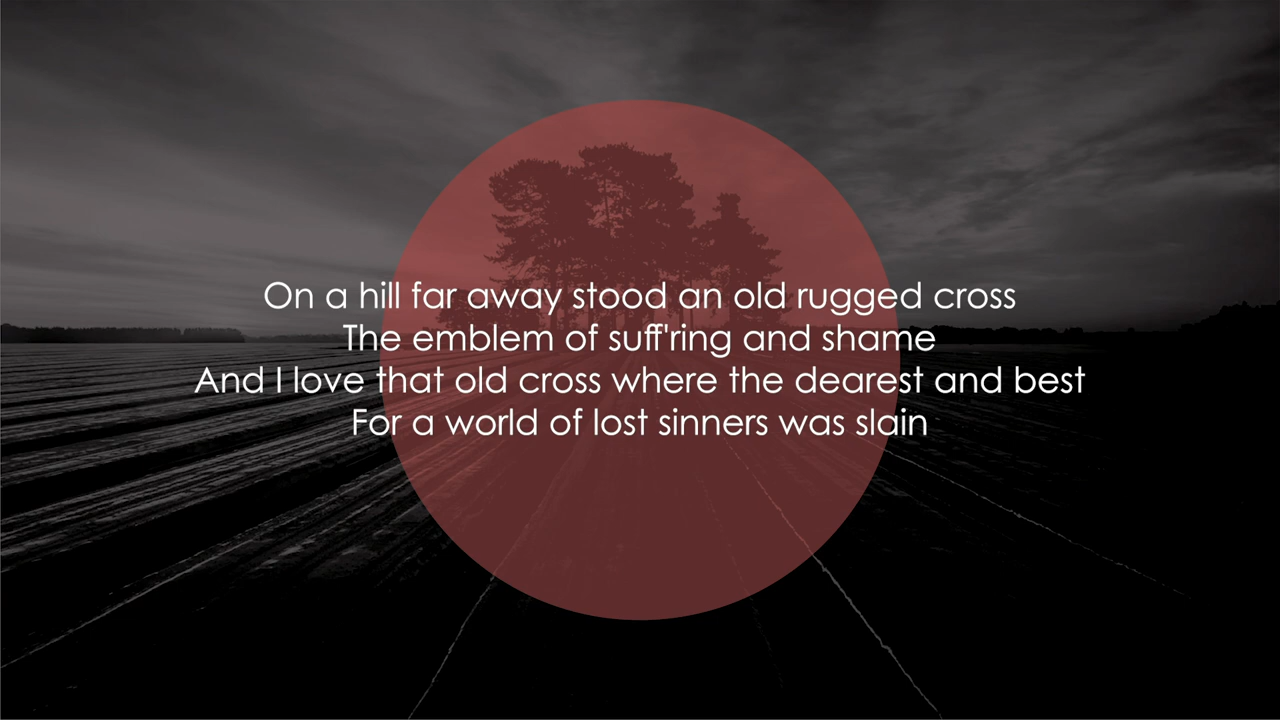 On a hill far away stood an old rugged cross
The emblem of suff'ring and shame
And I love that old cross where the dearest and best
For a world of lost sinners was slain